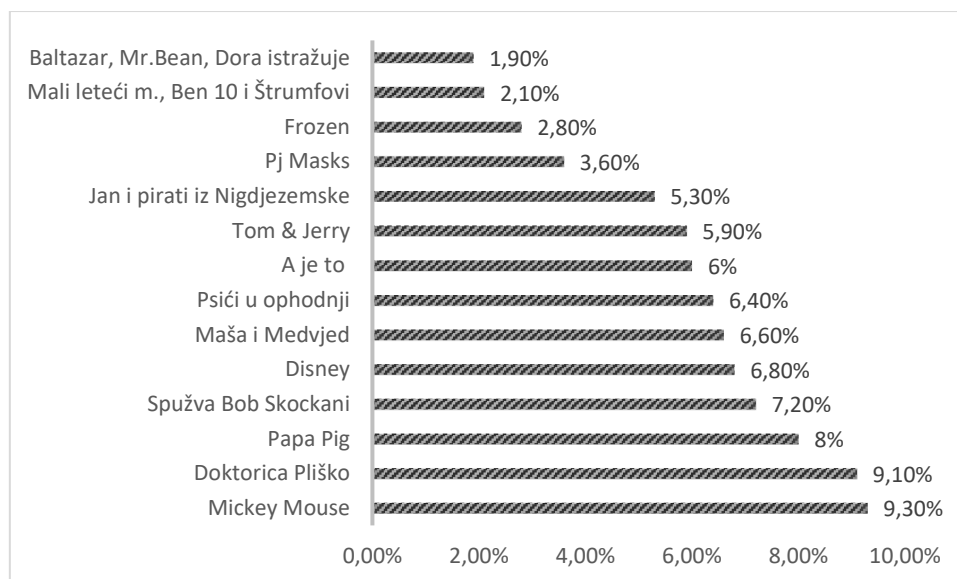 Baltazar, Mr.Bean, Dora istražuje 1,90%
Mali leteći m., Ben 10 i Štrumfovi 2,10%
Frozen 2,80%
Pj Masks 3,60%
Jan i pirati iz Nigdjezemske 5,30%
Tom & Jerry 5,90%
A je to 6%
Psići u ophodnji 6,40%
Maša i Medvjed 6,60%
Disney 6,80%
Spužva Bob Skockani 7,20%
Papa Pig 8%
Doktorica Pliško 9,10%
Mickey Mouse 9,30%
0,00% 2,00% 4,00% 6,00% 8,00% 10,00%